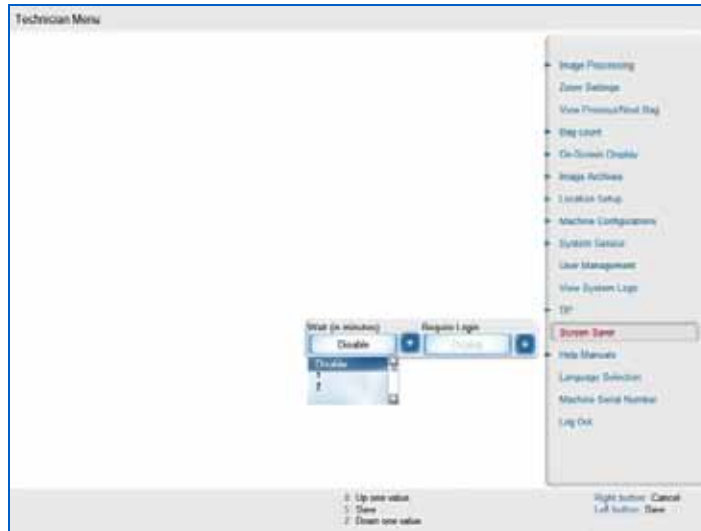 Technician Menu
Image Processing
Zoom Settings
View Previous/Next Bag
Bag count
On-Screen Display
Image Archives
Location Setup
Machine Configurations
System Service
User Management
View System Logs
TIP
Screen Saver
Wait (in minutes) Require Login
Disable
Disable
1
2
Help Manuals
Language Selection
Machine Serial Number
Log Out
Up one value
5 Save
2 Down one value
Right button: Cancel
Left button: Save